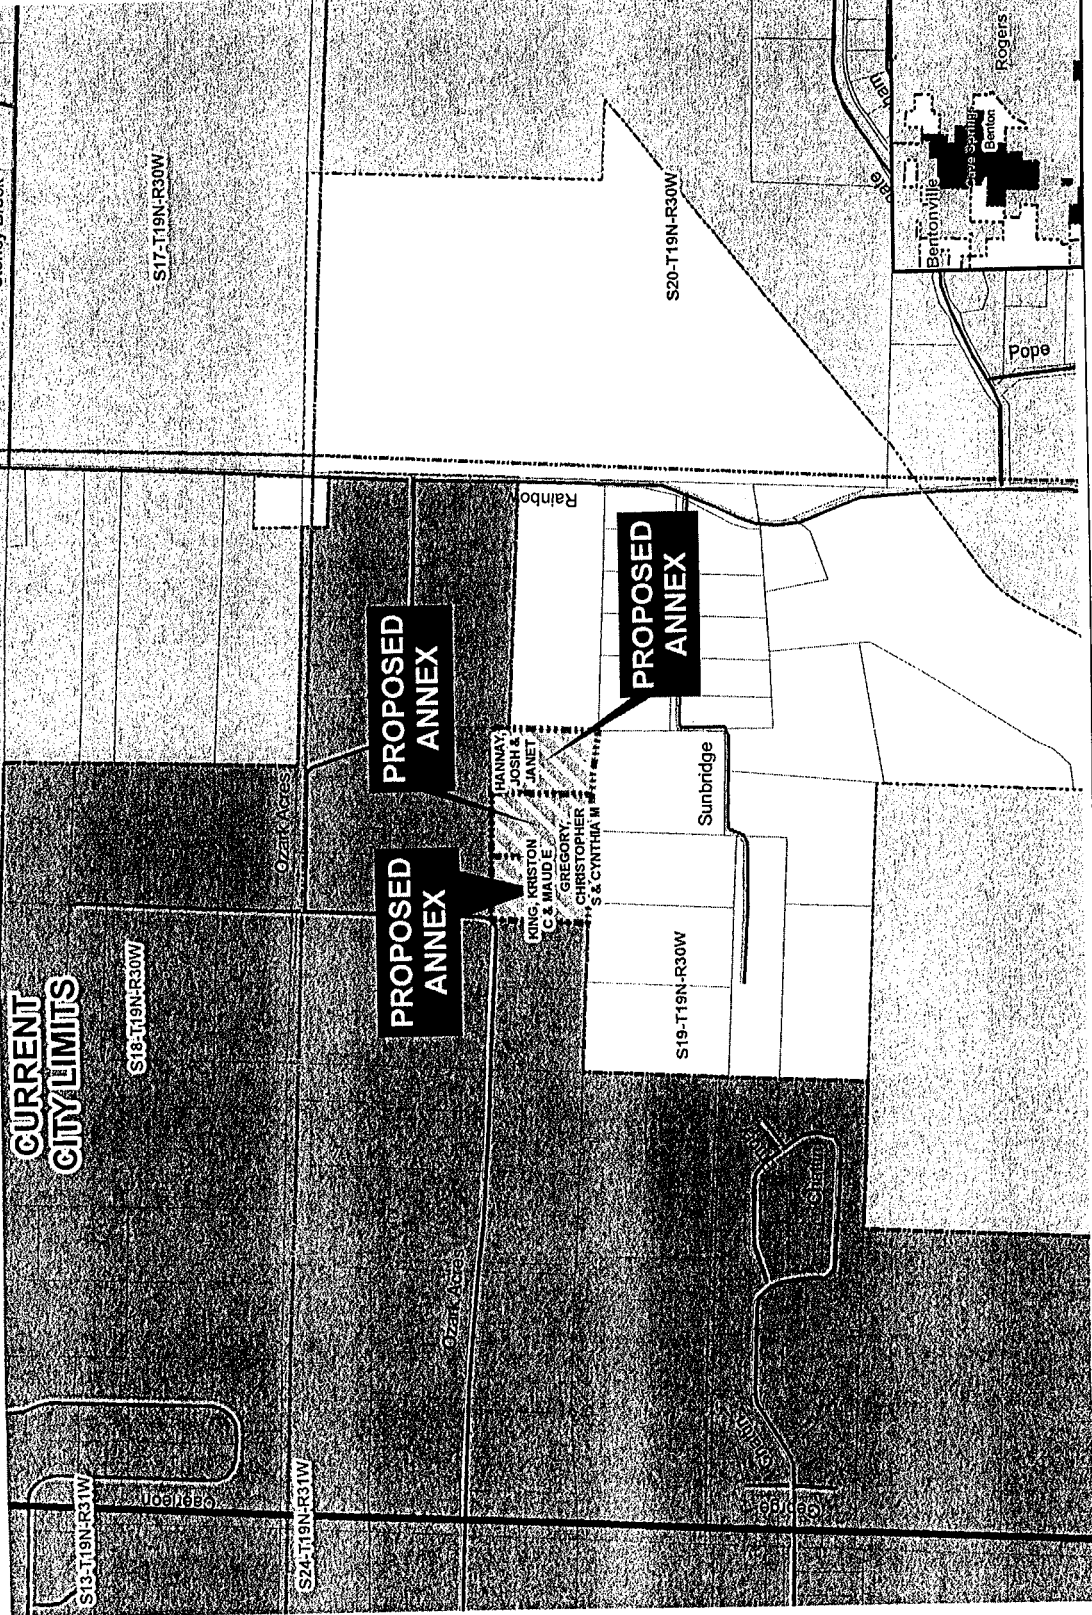 CURRENT
CITY LIMITS
S18-T19N-R30W
S17-T19N-R30W
S13-T19N-R31W
S24-T19N-R31W
Ozark Acres
Ozark Acres
PROPOSED
ANNEX
PROPOSED
ANNEX
PROPOSED
ANNEX
KING, KRISTON
C & MAUD E
GREGORY,
CHRISTOPHER
S & CYNTHIA M
HANNAY,
JOSH &
JANET
Rainbow
Sunbridge
S19-T19N-R30W
S20-T19N-R30W
George
Pope
Bentonville
Cave Springs
Benton
Rogers